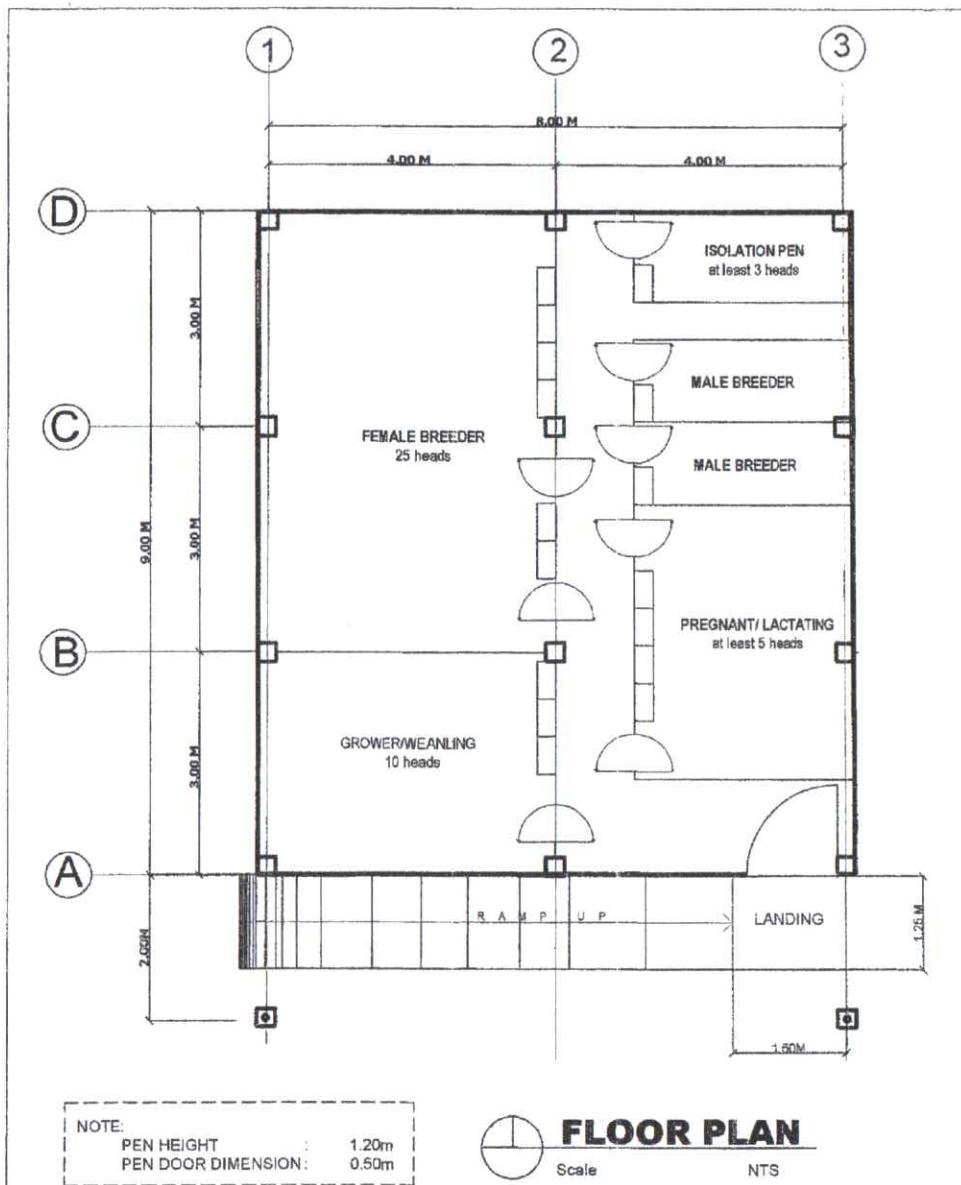 1
2
3
8.00 M
4.00 M
4.00 M
D
ISOLATION PEN
at least 3 heads
3.00 M
MALE BREEDER
C
FEMALE BREEDER
25 heads
MALE BREEDER
9.00 M
3.00 M
PREGNANT/ LACTATING
at least 5 heads
B
GROWER/WEANLING
10 heads
3.00 M
A
RAMP UP
LANDING
1.25 M
2.00M
1.50M
NOTE:
PEN HEIGHT : 1.20m
PEN DOOR DIMENSION : 0.50m
FLOOR PLAN
Scale NTS